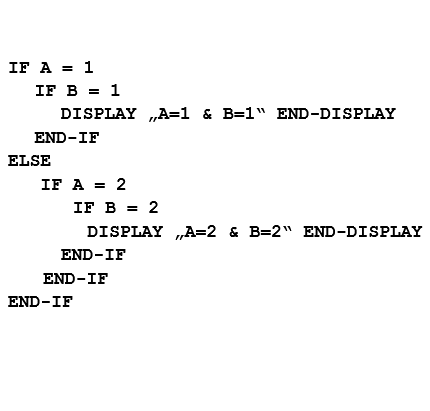 IF A = 1
IF B = 1
DISPLAY „A=1 & B=1“ END-DISPLAY
END-IF
ELSE
IF A = 2
IF B = 2
DISPLAY „A=2 & B=2“ END-DISPLAY
END-IF
END-IF
END-IF